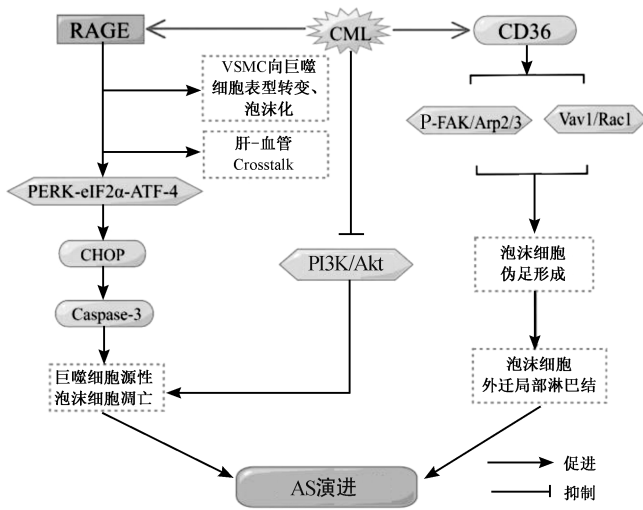 RAGE
CML
CD36
VSMC向巨噬
细胞表型转变、
泡沫化
P-FAK/Arp2/3
Vav1/Rac1
肝-血管
Crosstalk
PERK-eIF2α-ATF-4
CHOP
PI3K/Akt
泡沫细胞
伪足形成
Caspase-3
巨噬细胞源性
泡沫细胞凋亡
泡沫细胞
外迁局部淋巴结
AS演进
促进
抑制